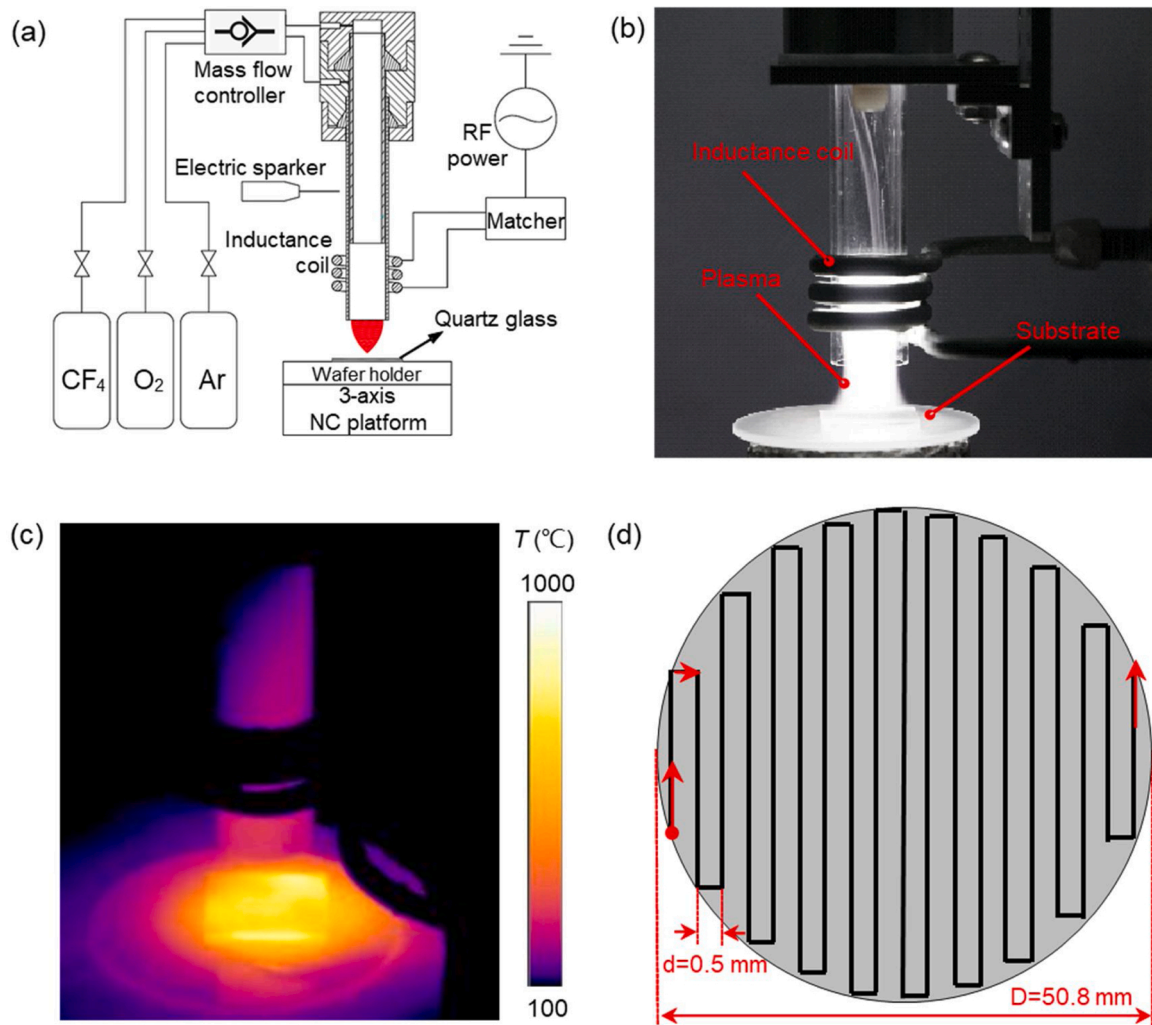 (a)
Mass flow
controller
Electric sparker
Inductance
coil
RF
power
Matcher
Quartz glass
Wafer holder
3-axis
NC platform
CF₄
O₂
Ar
(b)
Inductance coil
Plasma
Substrate
(c)
T (℃)
1000
100
(d)
d=0.5 mm
D=50.8 mm